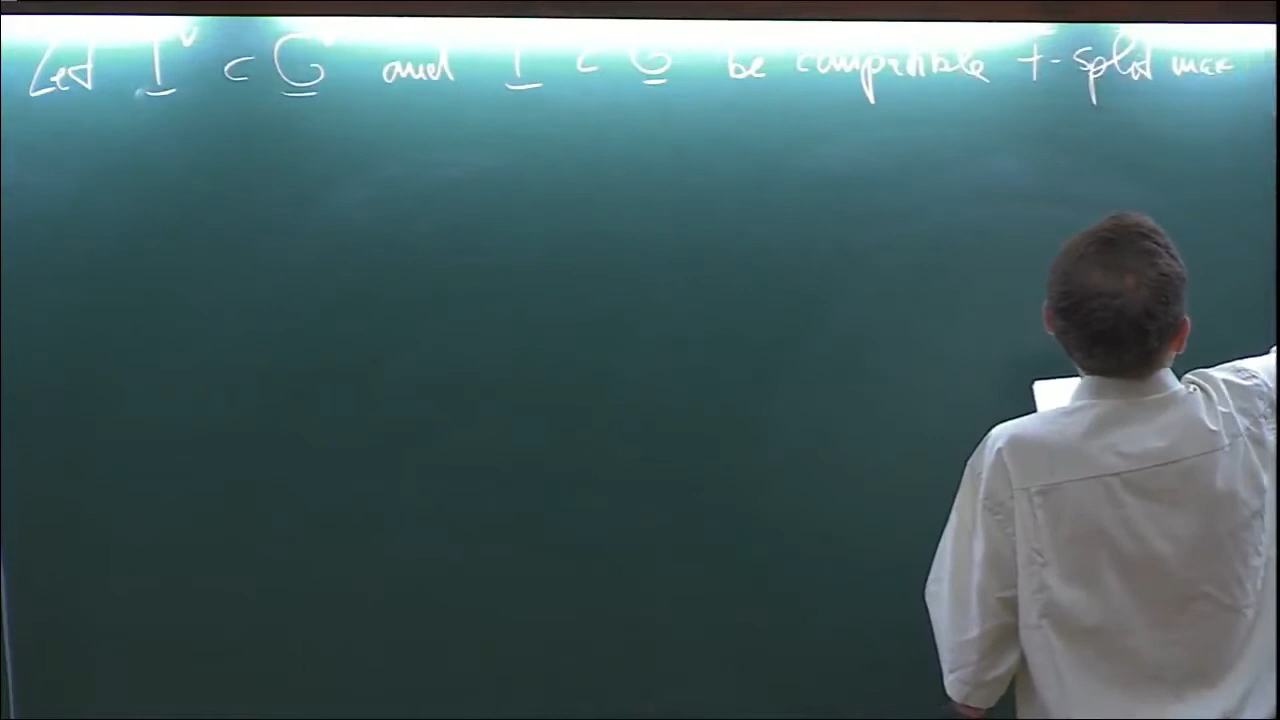 Let T̲ᵛ ⊂ G̲ᵛ and T̲ ⊂ G̲ be compatible θ-split max